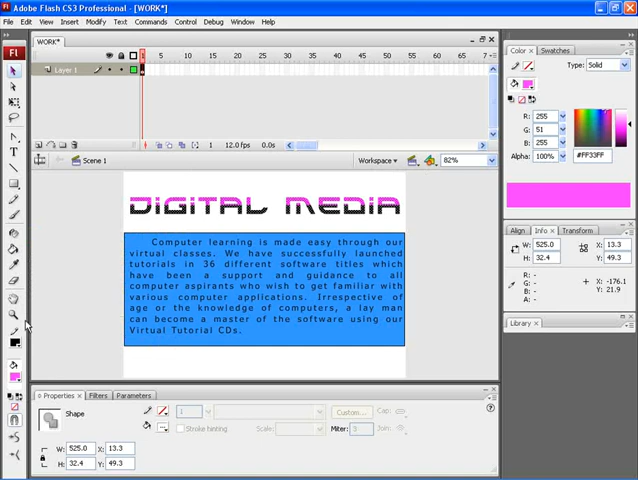 Adobe Flash CS3 Professional - [WORK*]
File Edit View Insert Modify Text Commands Control Debug Window Help
WORK*
1 5 10 15 20 25 30 35 40 45 50 55 60 65 7
Layer 1
1 12.0 fps 0.0s
Scene 1 Workspace 82%
DIGITAL MEDIA
Computer learning is made easy through our
virtual classes. We have successfully launched
tutorials in 36 different software titles which
have been a support and guidance to all
computer aspirants who wish to get familiar with
various computer applications. Irrespective of
age or the knowledge of computers, a lay man
can become a master of the software using our
Virtual Tutorial CDs.
Properties Filters Parameters
Shape
1
Custom...
Cap:
Stroke hinting Scale: Miter: 3 Join:
W: 525.0 X: 13.3
H: 32.4 Y: 49.3
Color Swatches
Type: Solid
R: 255
G: 51
B: 255
Alpha: 100% #FF33FF
Align Info Transform
W: 525.0 X: 13.3
H: 32.4 Y: 49.3
R: -
G: -
B: -
A: -
X: -176.1
Y: 21.9
Library